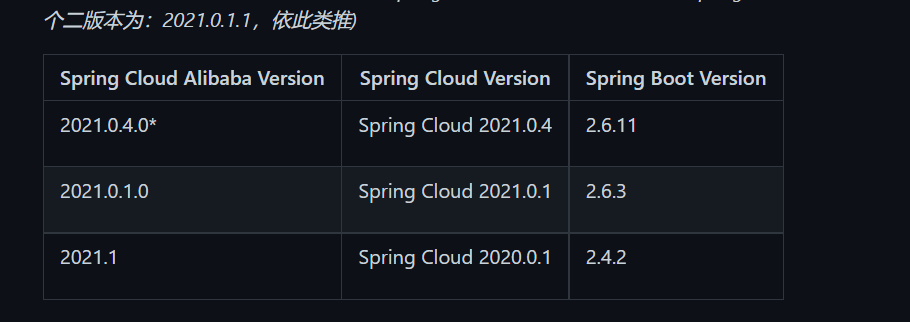 个二版本为：2021.0.1.1，依此类推)
Spring Cloud Alibaba Version Spring Cloud Version Spring Boot Version
2021.0.4.0* Spring Cloud 2021.0.4 2.6.11
2021.0.1.0 Spring Cloud 2021.0.1 2.6.3
2021.1 Spring Cloud 2020.0.1 2.4.2